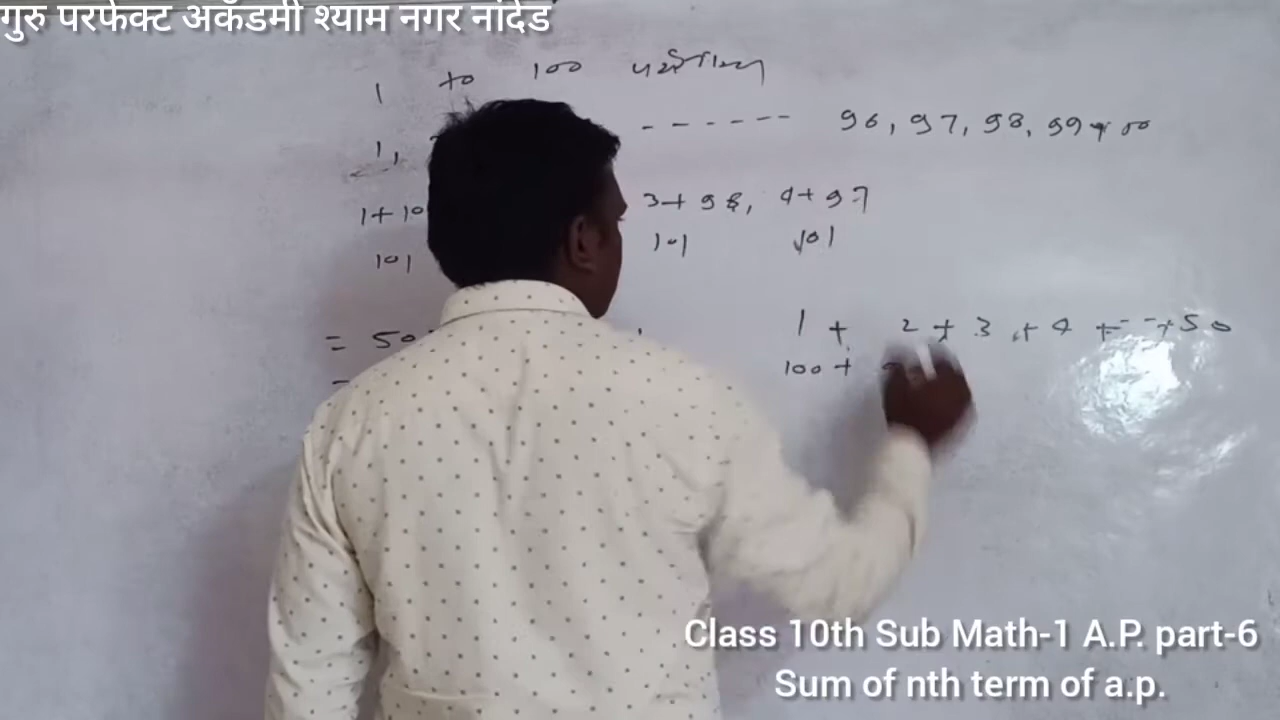 गुरु परफेक्ट अकॅडमी श्याम नगर नांदेड
1 to 100
1, ------ 96, 97, 98, 99, 100
1+10 3+98, 4+97
101 101 101
= 50
1 + 2 + 3 + 4 + -- + 50
100 +
Class 10th Sub Math-1 A.P. part-6
Sum of nth term of a.p.